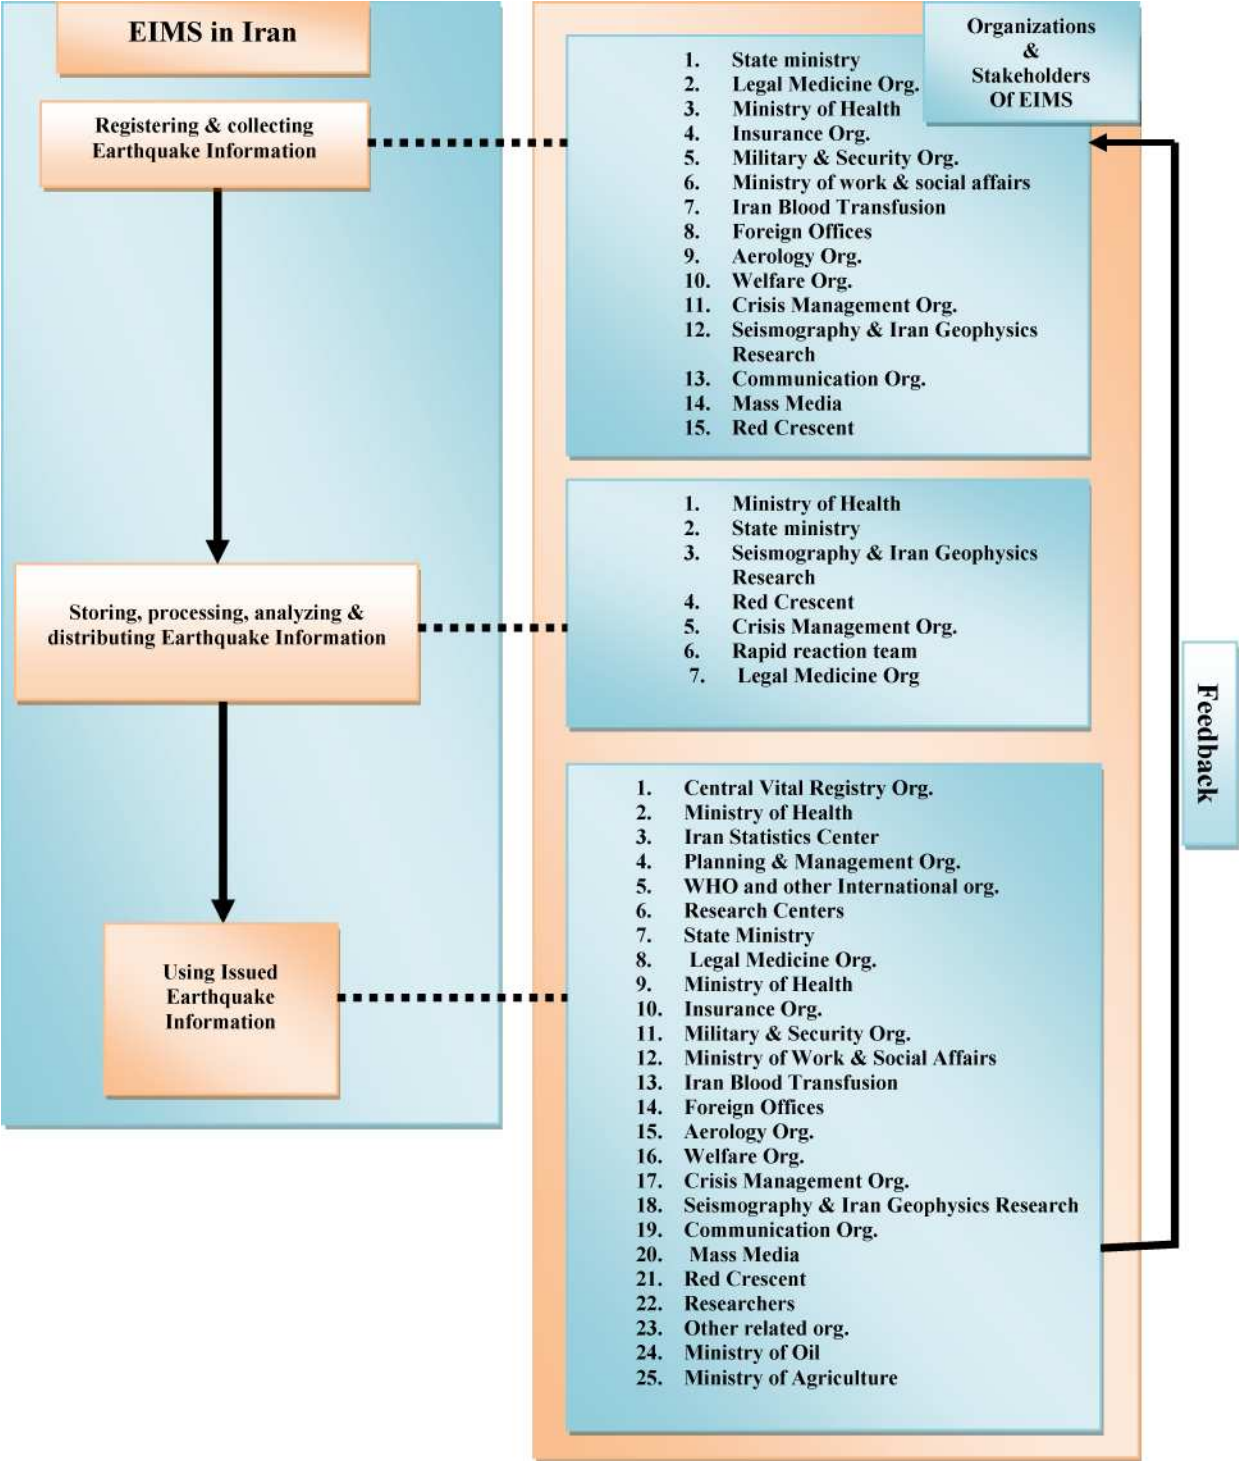 EIMS in Iran
Registering & collecting
Earthquake Information
Storing, processing, analyzing &
distributing Earthquake Information
Using Issued
Earthquake
Information
Organizations
&
Stakeholders
Of EIMS
1. State ministry
2. Legal Medicine Org.
3. Ministry of Health
4. Insurance Org.
5. Military & Security Org.
6. Ministry of work & social affairs
7. Iran Blood Transfusion
8. Foreign Offices
9. Aerology Org.
10. Welfare Org.
11. Crisis Management Org.
12. Seismography & Iran Geophysics
Research
13. Communication Org.
14. Mass Media
15. Red Crescent
1. Ministry of Health
2. State ministry
3. Seismography & Iran Geophysics
Research
4. Red Crescent
5. Crisis Management Org.
6. Rapid reaction team
7. Legal Medicine Org
1. Central Vital Registry Org.
2. Ministry of Health
3. Iran Statistics Center
4. Planning & Management Org.
5. WHO and other International org.
6. Research Centers
7. State Ministry
8. Legal Medicine Org.
9. Ministry of Health
10. Insurance Org.
11. Military & Security Org.
12. Ministry of Work & Social Affairs
13. Iran Blood Transfusion
14. Foreign Offices
15. Aerology Org.
16. Welfare Org.
17. Crisis Management Org.
18. Seismography & Iran Geophysics Research
19. Communication Org.
20. Mass Media
21. Red Crescent
22. Researchers
23. Other related org.
24. Ministry of Oil
25. Ministry of Agriculture
Feedback